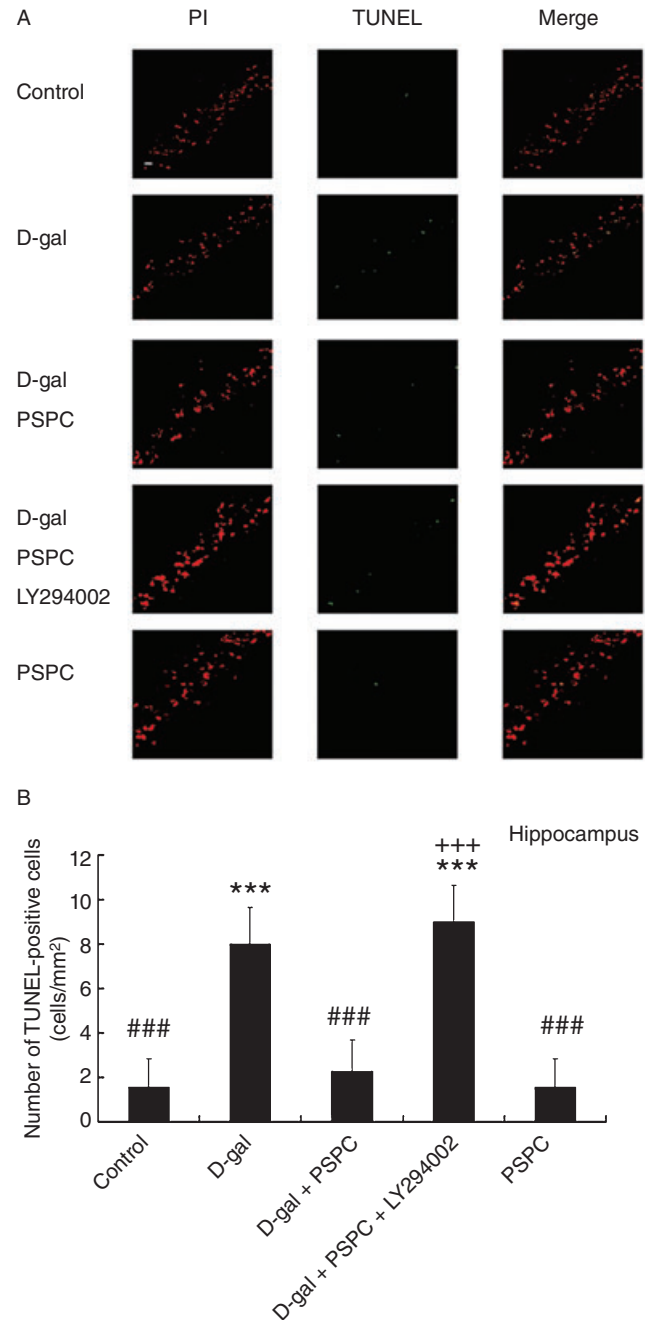 A PI TUNEL Merge
Control
D-gal
D-gal
PSPC
D-gal
PSPC
LY294002
PSPC
B
Hippocampus
Number of TUNEL-positive cells
(cells/mm²)
12
10
8
6
4
2
0
###
***
###
+++
***
###
Control
D-gal
D-gal + PSPC
D-gal + PSPC + LY294002
PSPC